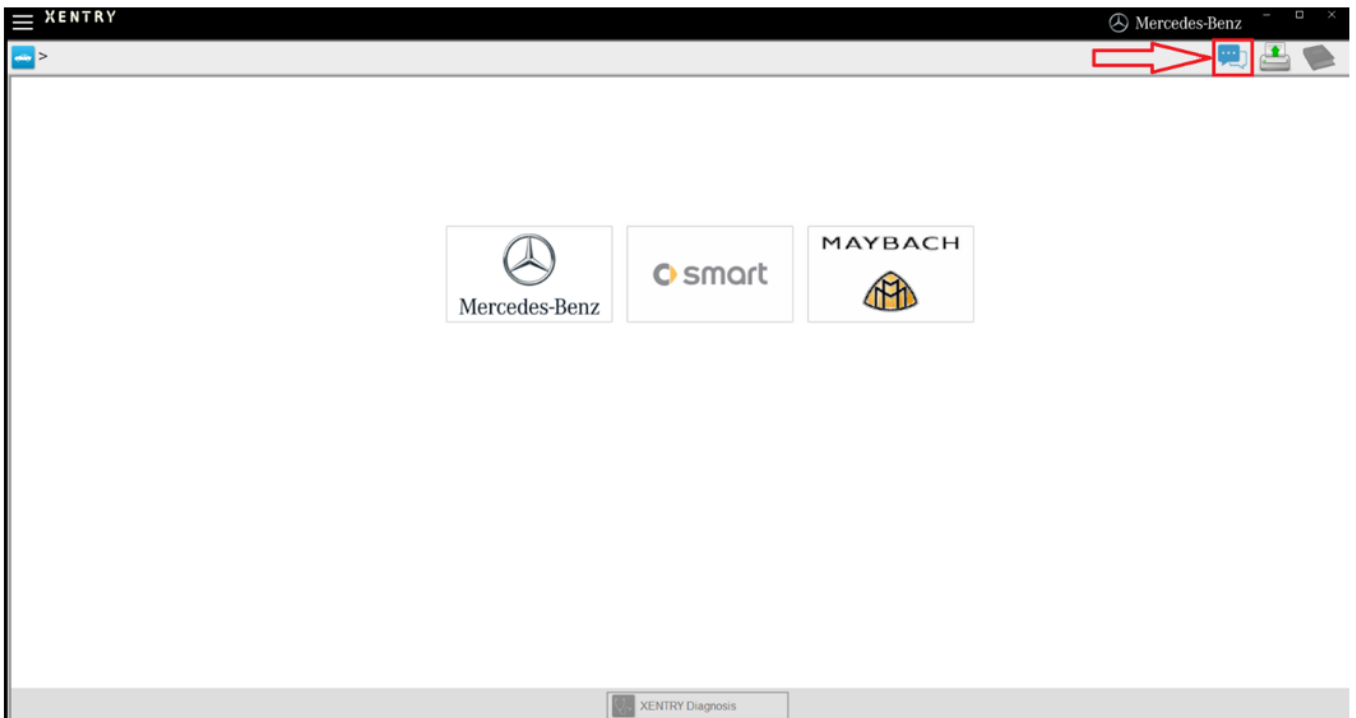 XENTRY
Mercedes-Benz
>
Mercedes-Benz
smart
MAYBACH
XENTRY Diagnosis